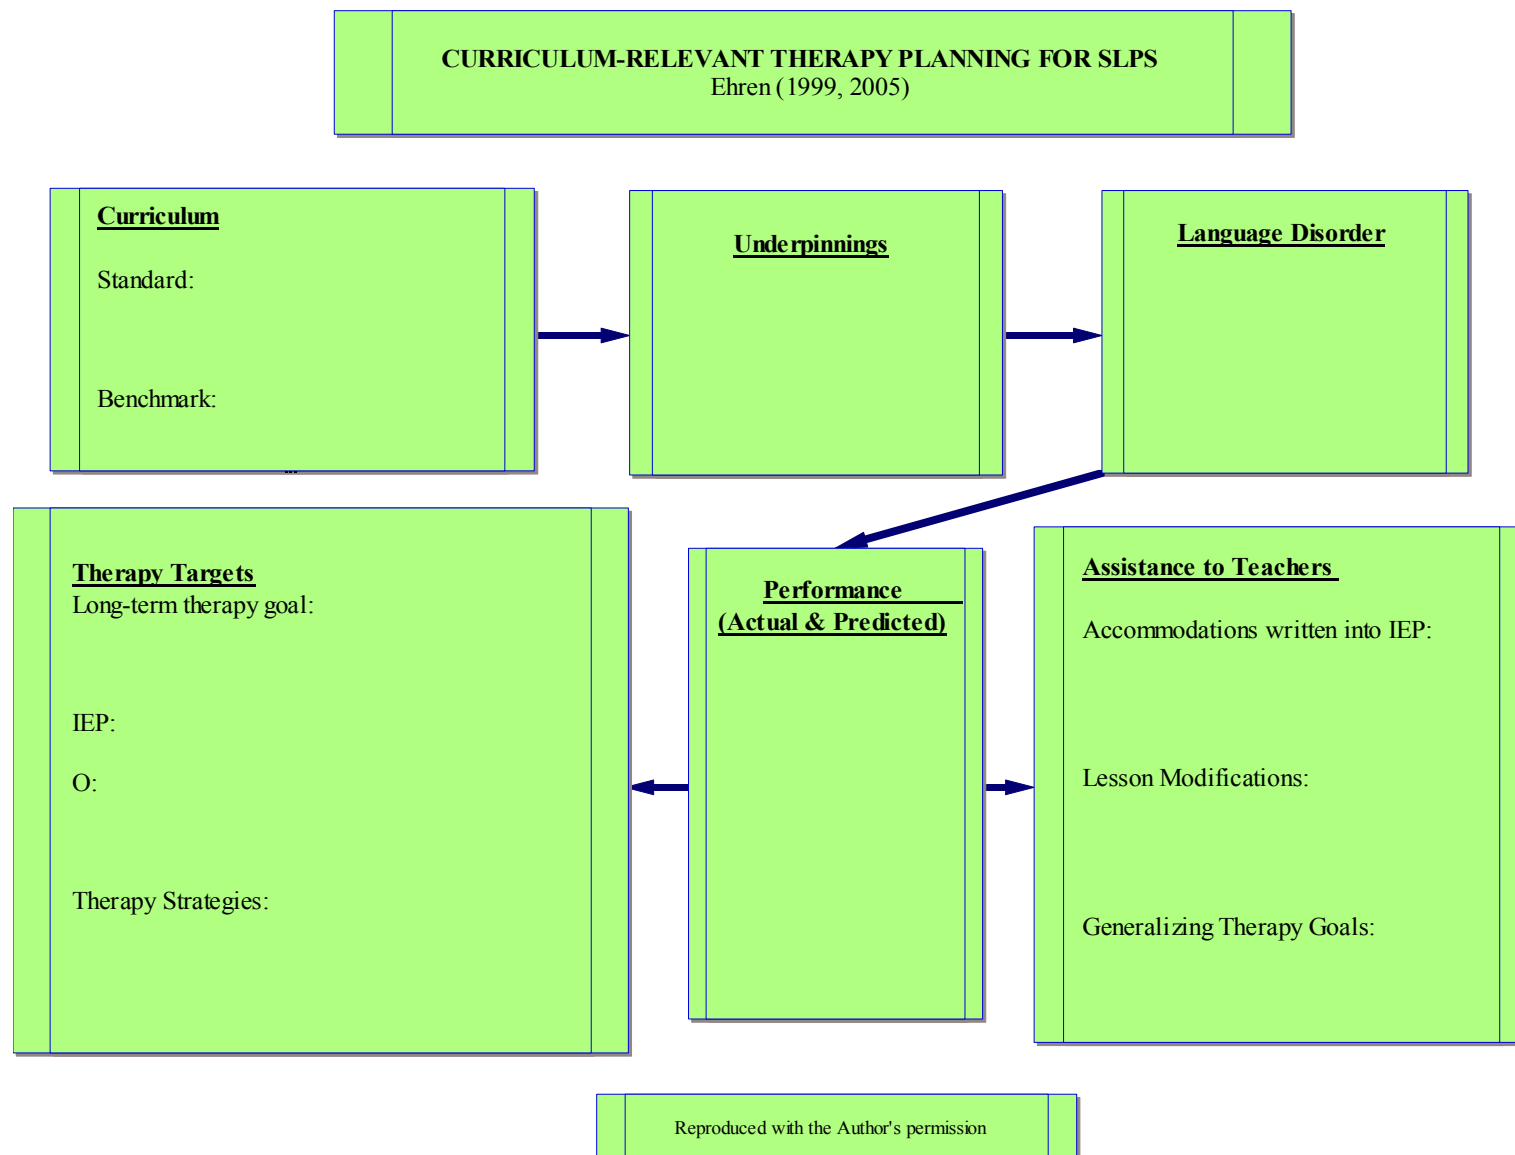 CURRICULUM-RELEVANT THERAPY PLANNING FOR SLPS
Ehren (1999, 2005)
Curriculum
Standard:
Benchmark:
Underpinnings
Language Disorder
Therapy Targets
Long-term therapy goal:
IEP:
O:
Therapy Strategies:
Performance
(Actual & Predicted)
Assistance to Teachers
Accommodations written into IEP:
Lesson Modifications:
Generalizing Therapy Goals:
Reproduced with the Author's permission